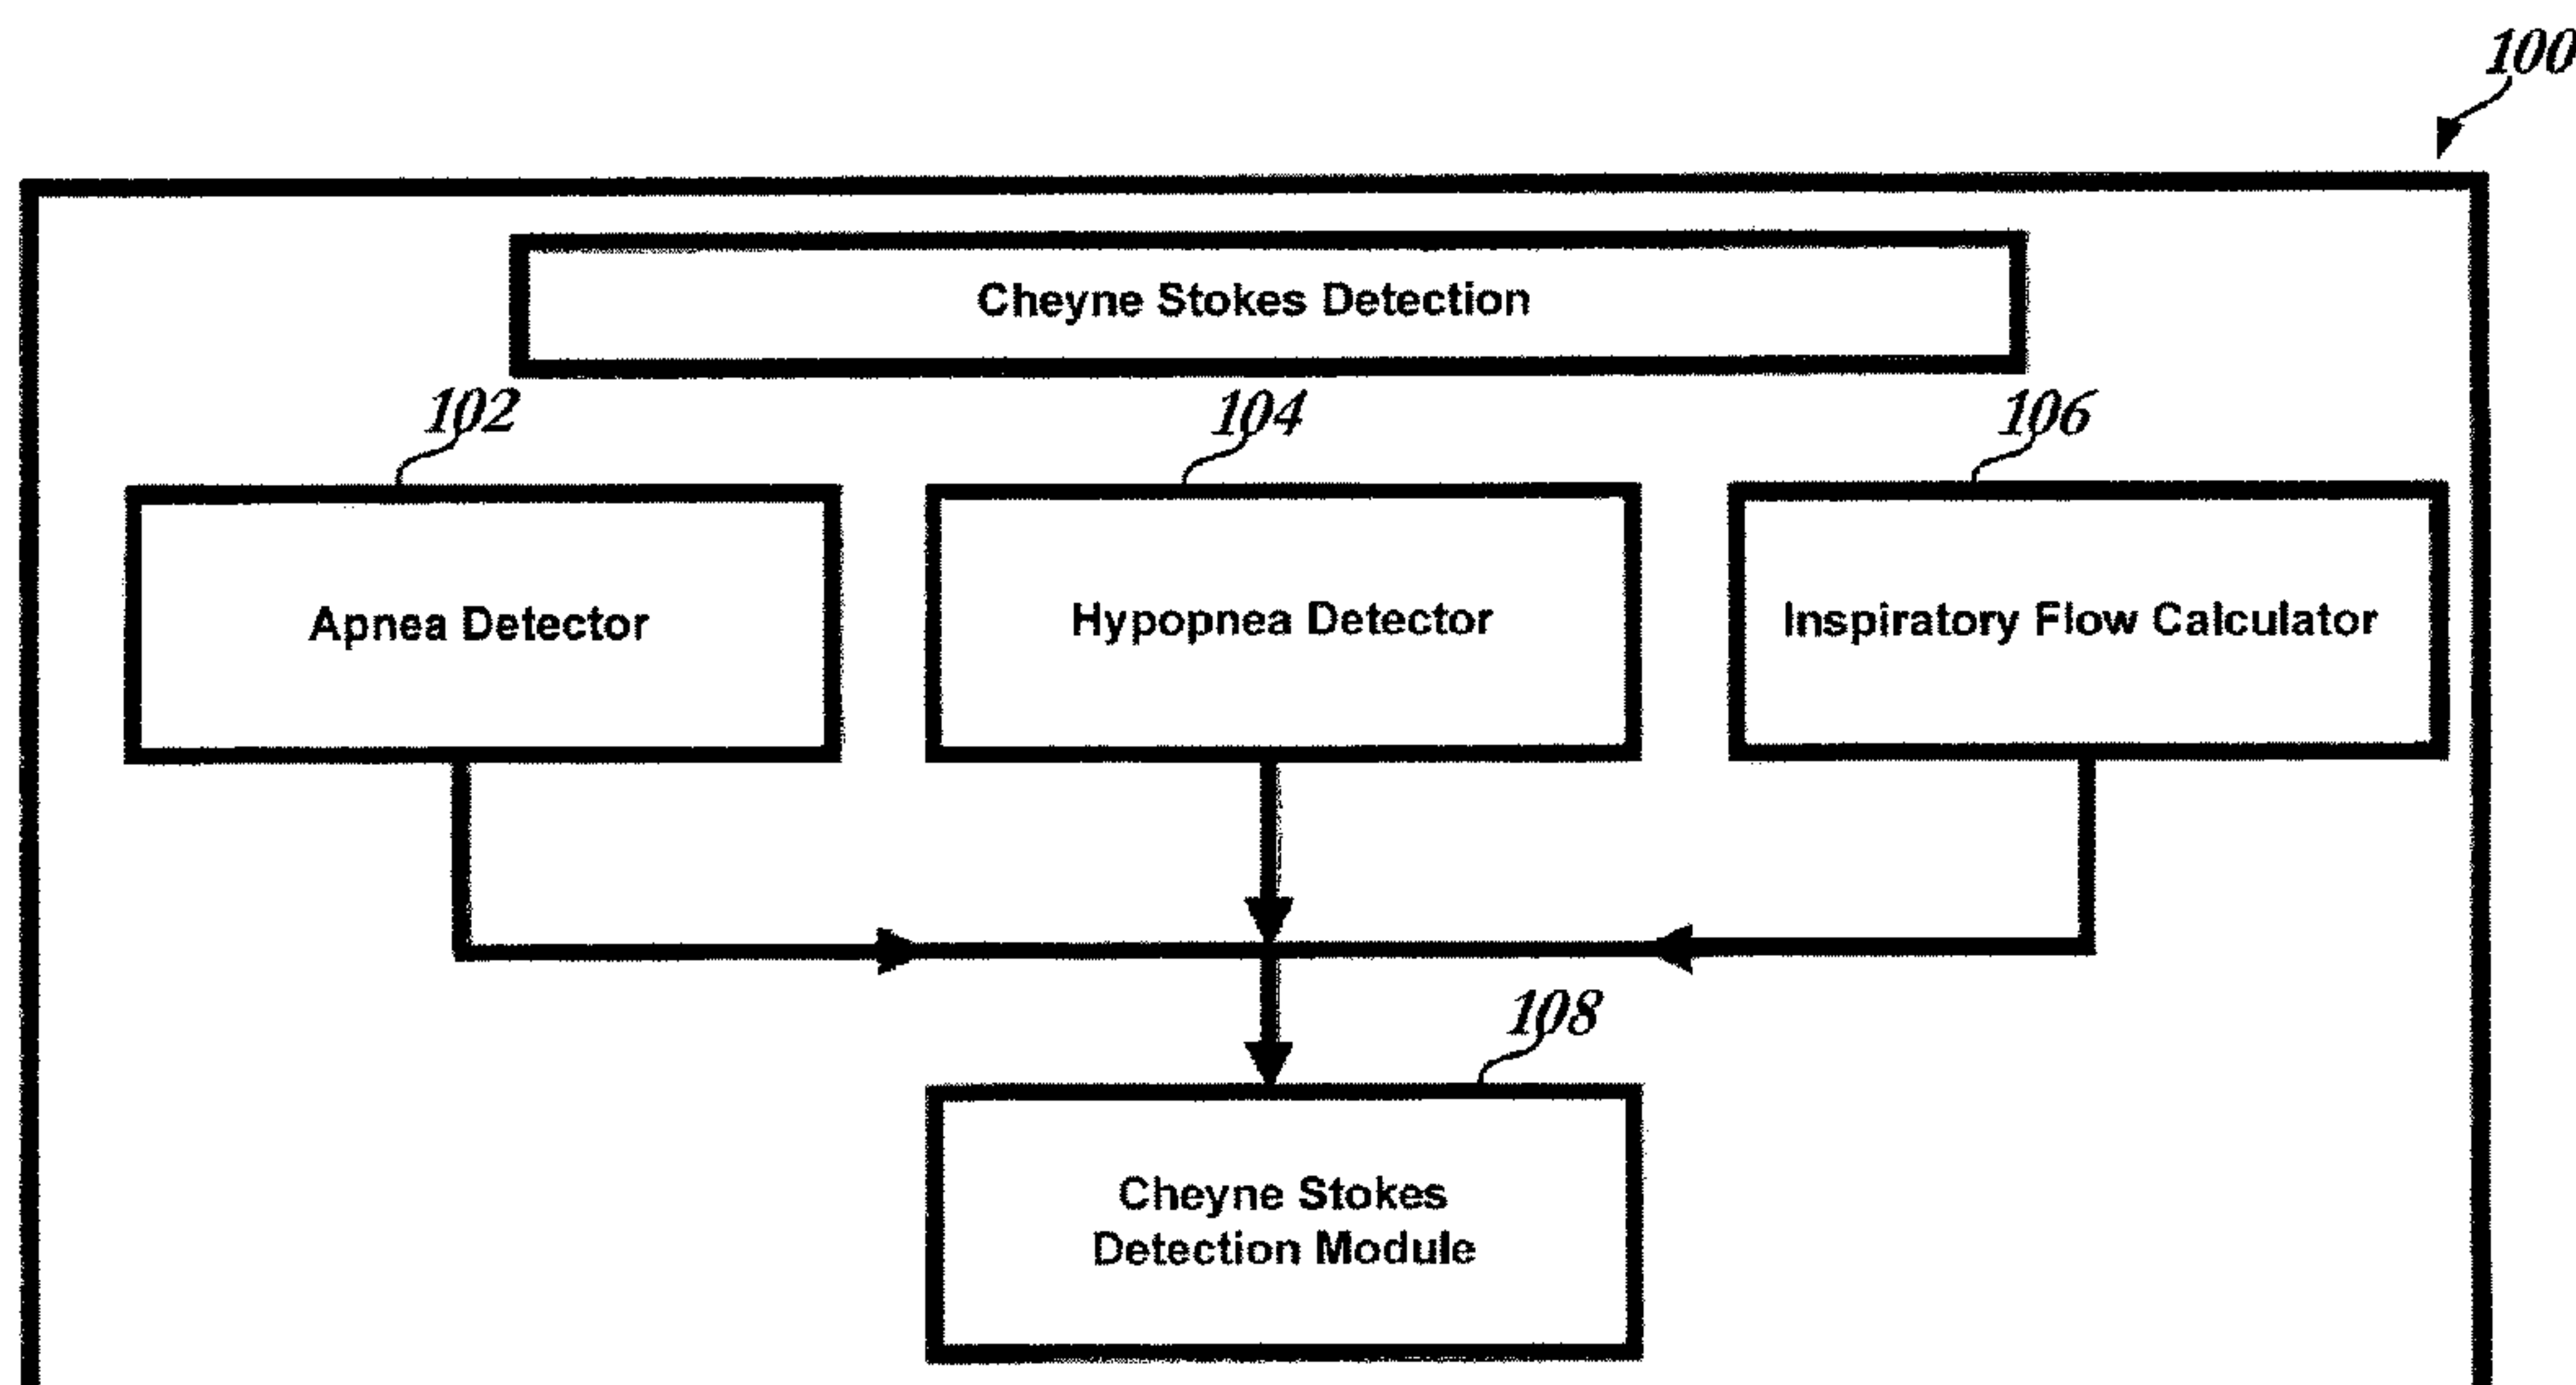 100
Cheyne Stokes Detection
102
104
106
Apnea Detector
Hypopnea Detector
Inspiratory Flow Calculator
108
Cheyne Stokes
Detection Module